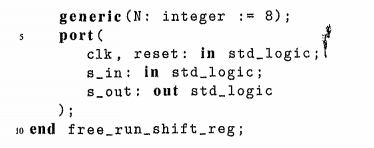 generic(N: integer := 8);
5 port(
clk, reset: in std_logic;
s_in: in std_logic;
s_out: out std_logic
);
10 end free_run_shift_reg;